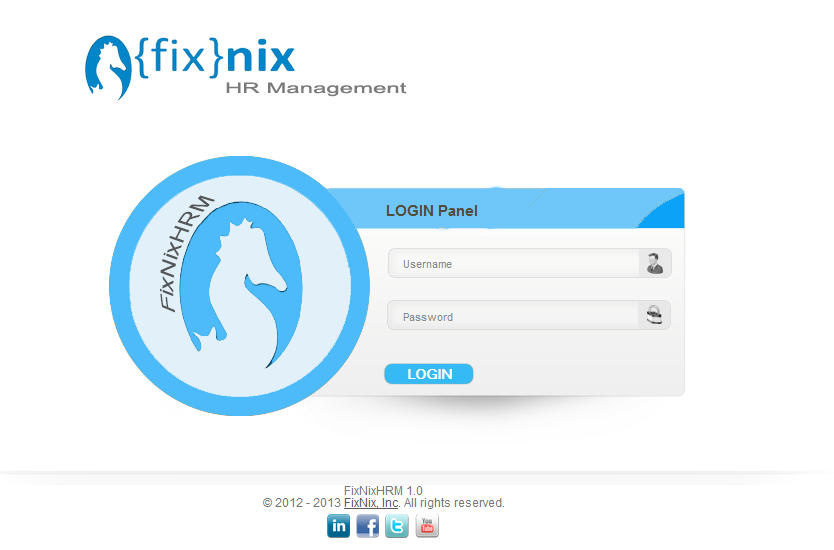 {fix}nix
HR Management
FixNixHRM
LOGIN Panel
Username
Password
LOGIN
FixNixHRM 1.0
© 2012 - 2013 FixNix, Inc. All rights reserved.
in f t You Tube